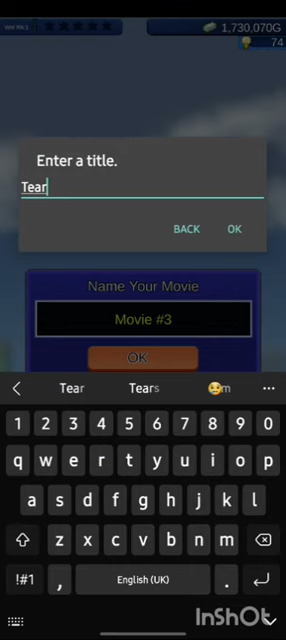 1,730,070G
74
Enter a title.
Tear
BACK OK
Name Your Movie
Movie #3
OK
Tear Tears 😢m ...
1 2 3 4 5 6 7 8 9 0
q w e r t y u i o p
a s d f g h j k l
z x c v b n m
!#1 , English (UK) .
InShOt